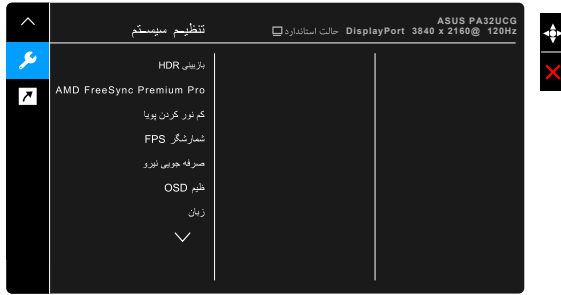 تنظیم سیستم
ASUS PA32UCG
حالت استاندارد DisplayPort 3840 x 2160@ 120Hz
بازبینی HDR
AMD FreeSync Premium Pro
کم نور کردن پویا
شمارشگر FPS
صرفه جویی نیرو
ظیم OSD
زبان